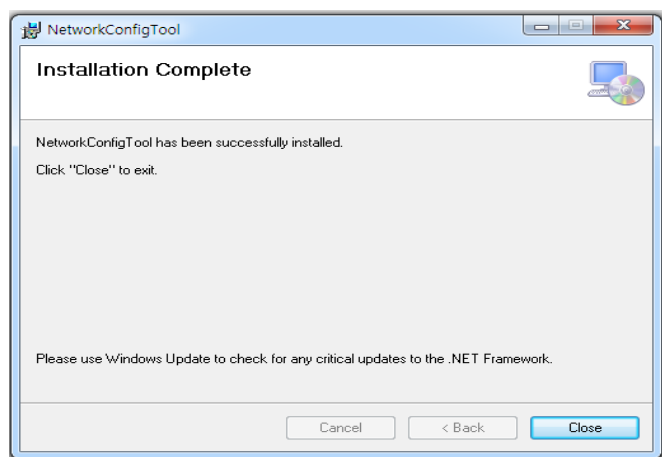 NetworkConfigTool
Installation Complete
NetworkConfigTool has been successfully installed.
Click "Close" to exit.
Please use Windows Update to check for any critical updates to the .NET Framework.
Cancel
< Back
Close